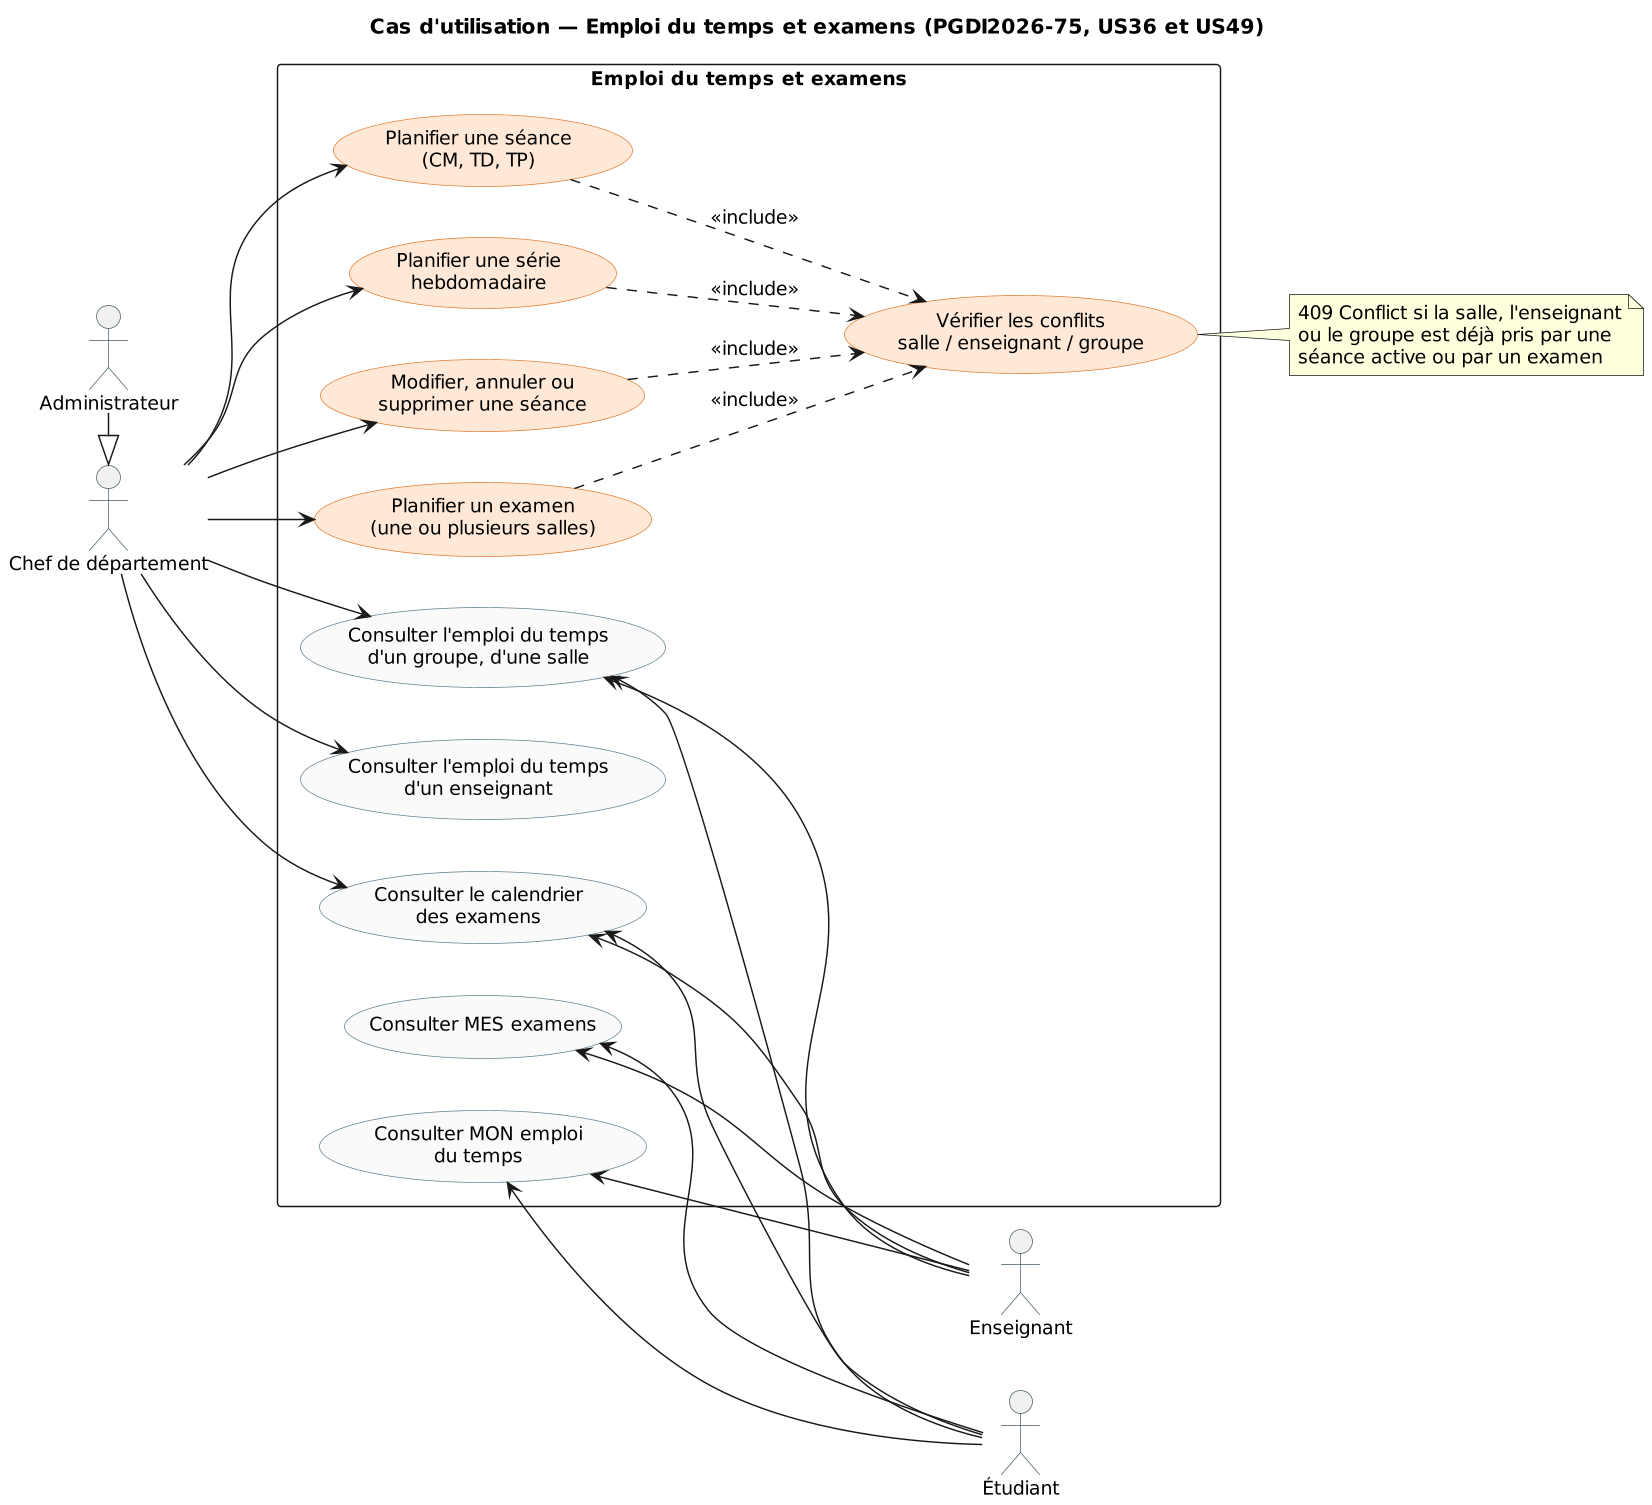 Cas d'utilisation — Emploi du temps et examens (PGDI2026-75, US36 et US49)
Emploi du temps et examens
Planifier une séance
(CM, TD, TP)
«include»
Planifier une série
hebdomadaire
«include»
Vérifier les conflits
salle / enseignant / groupe
409 Conflict si la salle, l'enseignant
ou le groupe est déjà pris par une
séance active ou par un examen
Administrateur
«include»
Modifier, annuler ou
supprimer une séance
«include»
Planifier un examen
(une ou plusieurs salles)
Chef de département
Consulter l'emploi du temps
d'un groupe, d'une salle
Consulter l'emploi du temps
d'un enseignant
Consulter le calendrier
des examens
Consulter MES examens
Consulter MON emploi
du temps
Enseignant
Étudiant